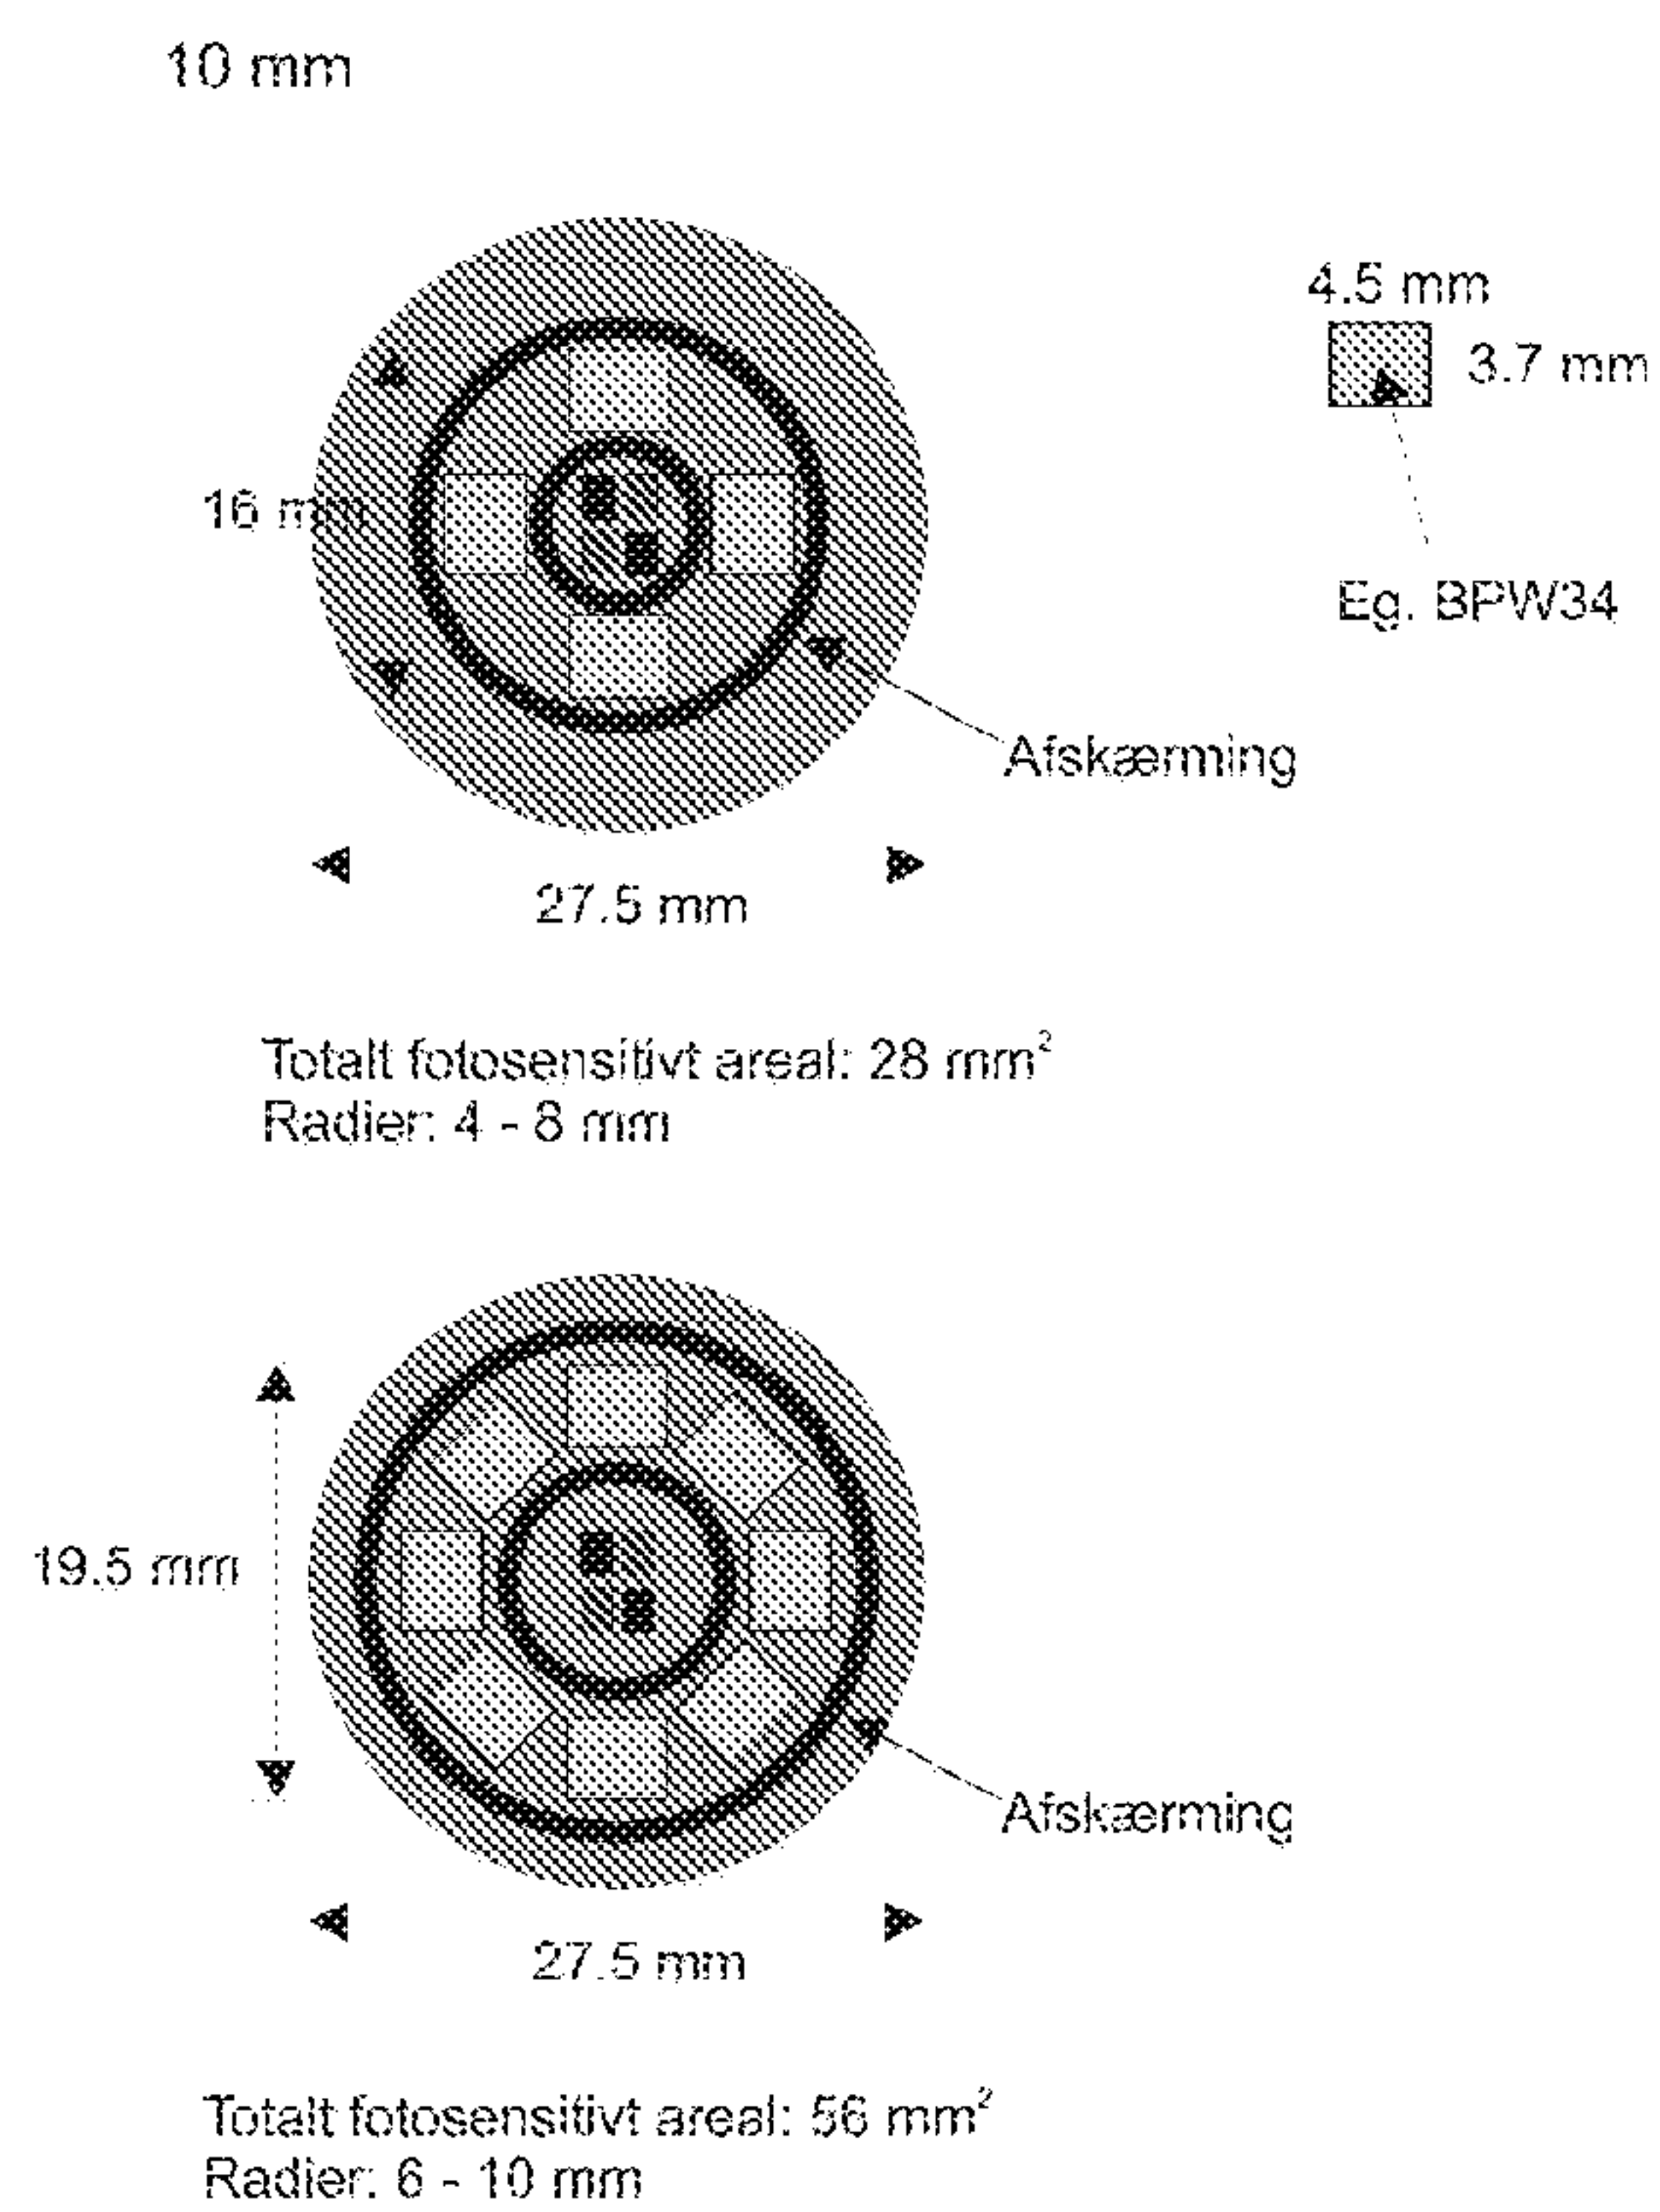 10 mm
4.5 mm
3.7 mm
16 mm
Eg. BPW34
Afskærming
27.5 mm
Totalt fotosensitivt areal: 28 mm²
Radier: 4 - 8 mm
19.5 mm
Afskærming
27.5 mm
Totalt fotosensitivt areal: 56 mm²
Radier: 6 - 10 mm